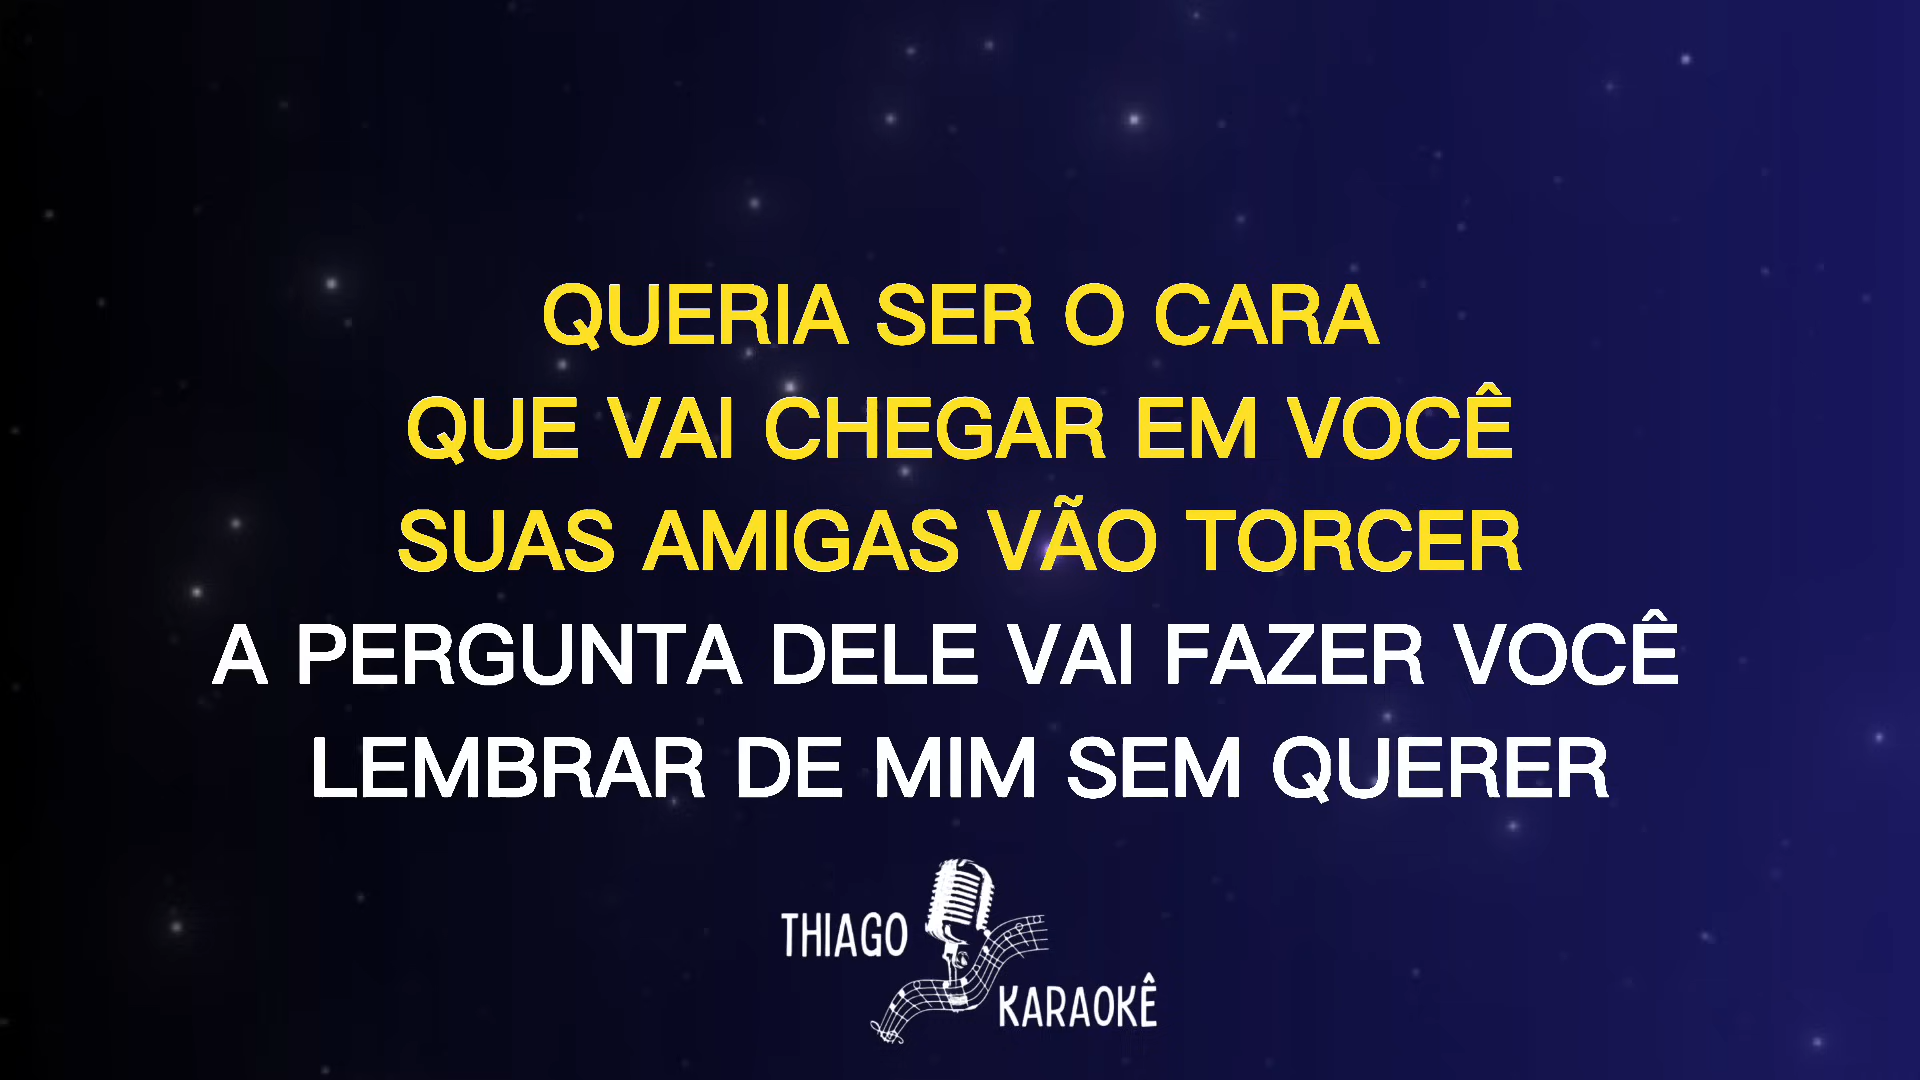 QUERIA SER O CARA
QUE VAI CHEGAR EM VOCÊ
SUAS AMIGAS VÃO TORCER
A PERGUNTA DELE VAI FAZER VOCÊ
LEMBRAR DE MIM SEM QUERER
THIAGO
KARAOKÊ